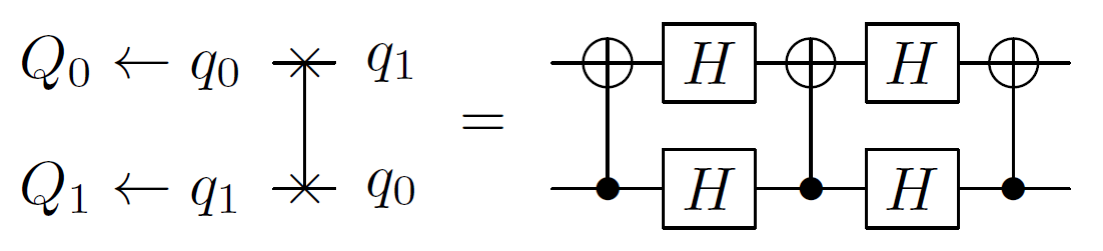 Q₀ ← q₀ q₁ H H
=
Q₁ ← q₁ q₀ H H